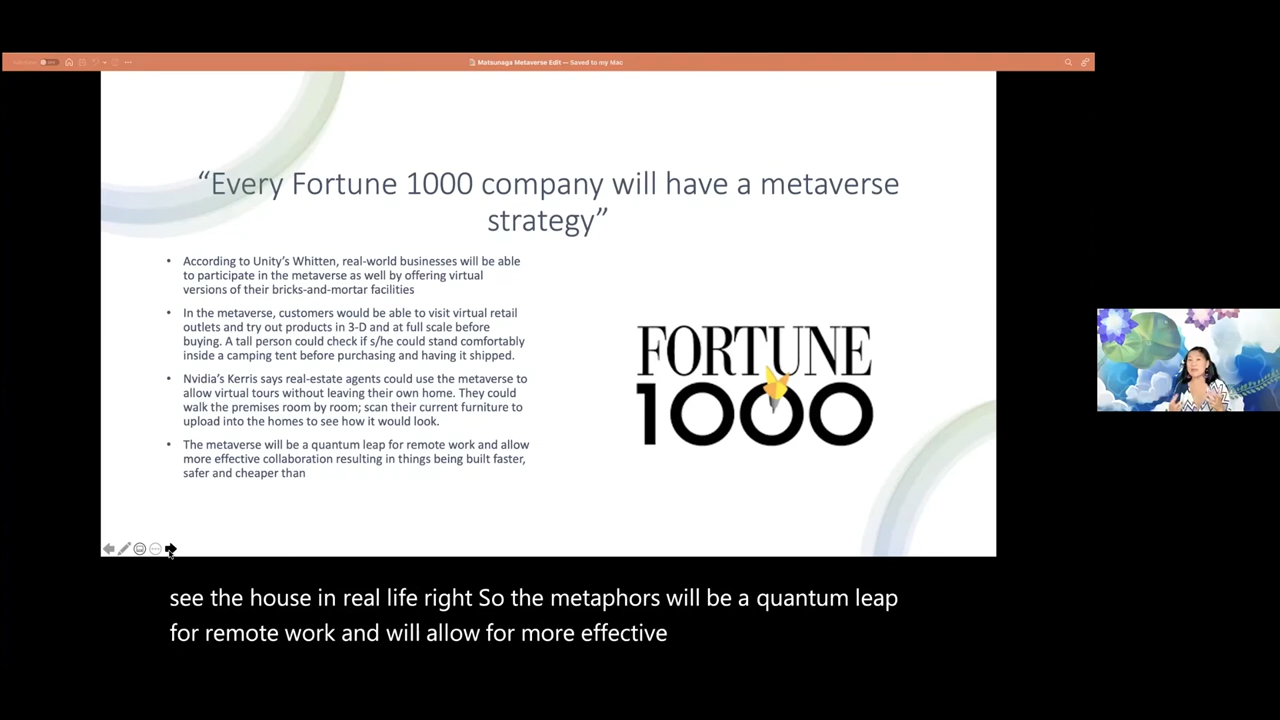 Matsunaga Metaverse Edit — Saved to my Mac
“Every Fortune 1000 company will have a metaverse
strategy”
• According to Unity’s Whitten, real-world businesses will be able
to participate in the metaverse as well by offering virtual
versions of their bricks-and-mortar facilities
• In the metaverse, customers would be able to visit virtual retail
outlets and try out products in 3-D and at full scale before
buying. A tall person could check if s/he could stand comfortably
inside a camping tent before purchasing and having it shipped.
• Nvidia’s Kerris says real-estate agents could use the metaverse to
allow virtual tours without leaving their own home. They could
walk the premises room by room; scan their current furniture to
upload into the homes to see how it would look.
• The metaverse will be a quantum leap for remote work and allow
more effective collaboration resulting in things being built faster,
safer and cheaper than
FORTUNE
1000
see the house in real life right So the metaphors will be a quantum leap
for remote work and will allow for more effective